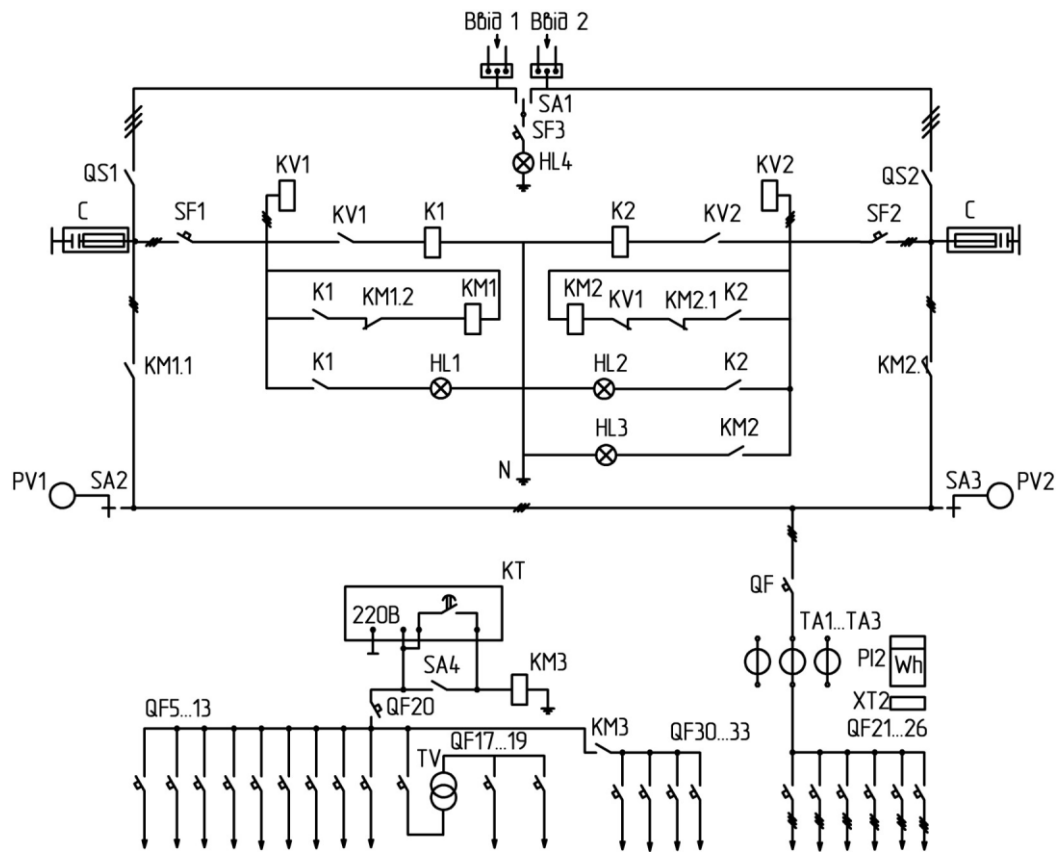 Ввід 1 Ввід 2
SA1
SF3
HL4
QS1 KV1 KV2 QS2
C SF1 KV1 K1 K2 KV2 SF2 C
K1 KM1.2 KM1 KM2 KV1 KM2.1 K2
KM1.1 K1 HL1 HL2 K2 KM2.1
HL3 KM2
N
PV1 SA2 SA3 PV2
KT QF
220В TA1...TA3
SA4 KM3 PI2 Wh
QF20 XT2
QF5...13 TV QF17...19 KM3 QF30...33 QF21...26